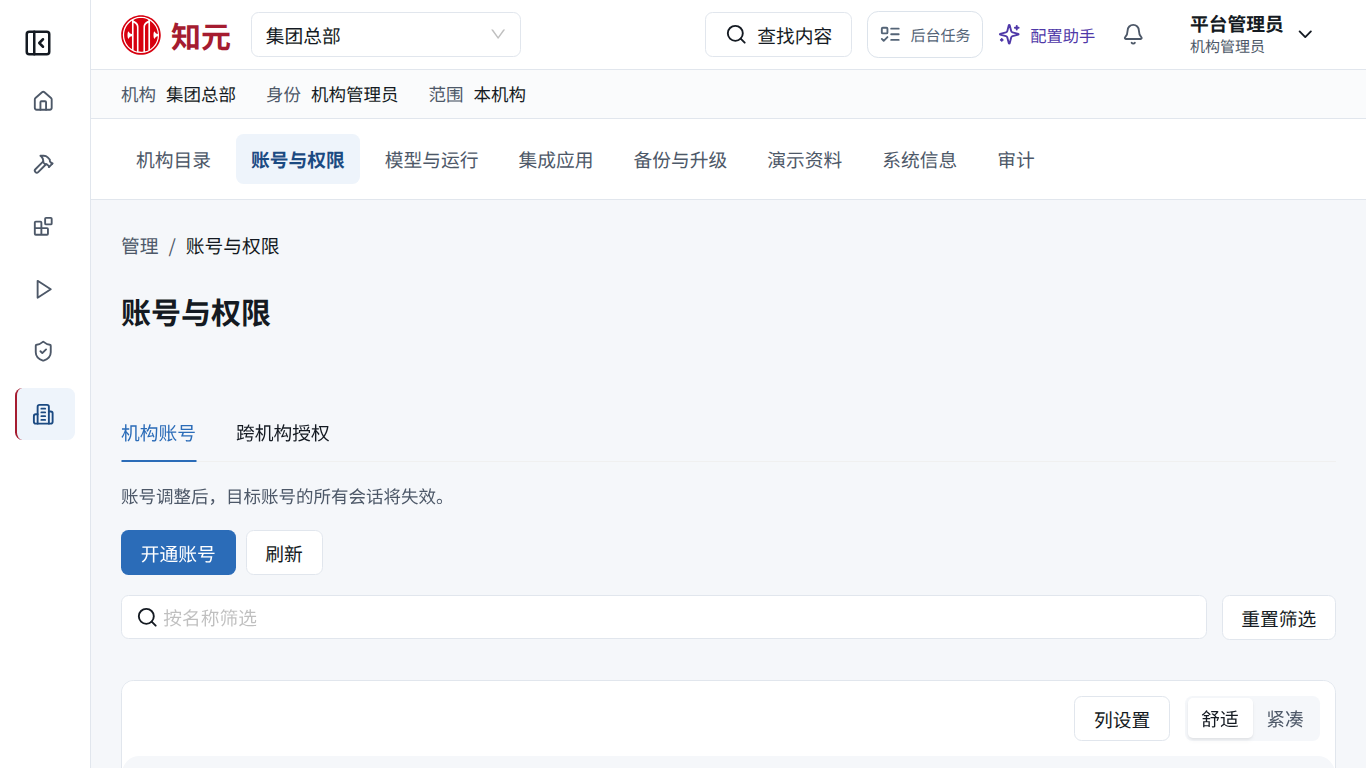 知元
集团总部
查找内容
后台任务
配置助手
平台管理员
机构管理员
机构 集团总部 身份 机构管理员 范围 本机构
机构目录 账号与权限 模型与运行 集成应用 备份与升级 演示资料 系统信息 审计
管理 / 账号与权限
账号与权限
机构账号 跨机构授权
账号调整后，目标账号的所有会话将失效。
开通账号 刷新
按名称筛选 重置筛选
列设置 舒适 紧凑